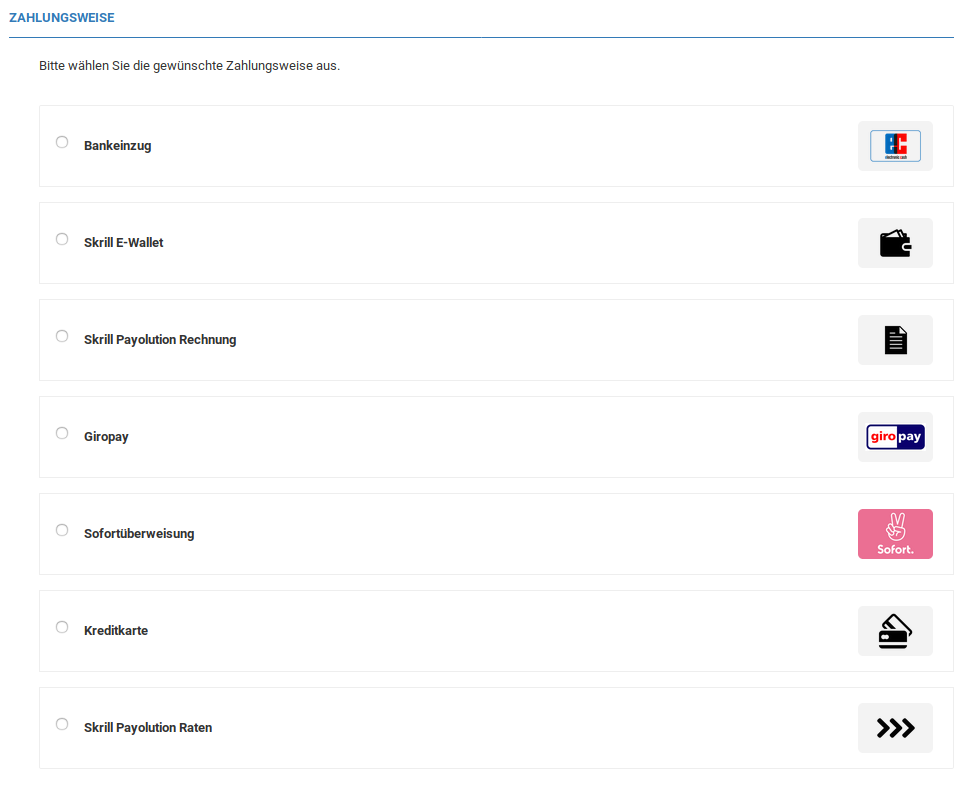 ZAHLUNGSWEISE
Bitte wählen Sie die gewünschte Zahlungsweise aus.
Bankeinzug
EC
electronic cash
Skrill E-Wallet
Skrill Payolution Rechnung
Giropay
giropay
Sofortüberweisung
Sofort.
Kreditkarte
Skrill Payolution Raten